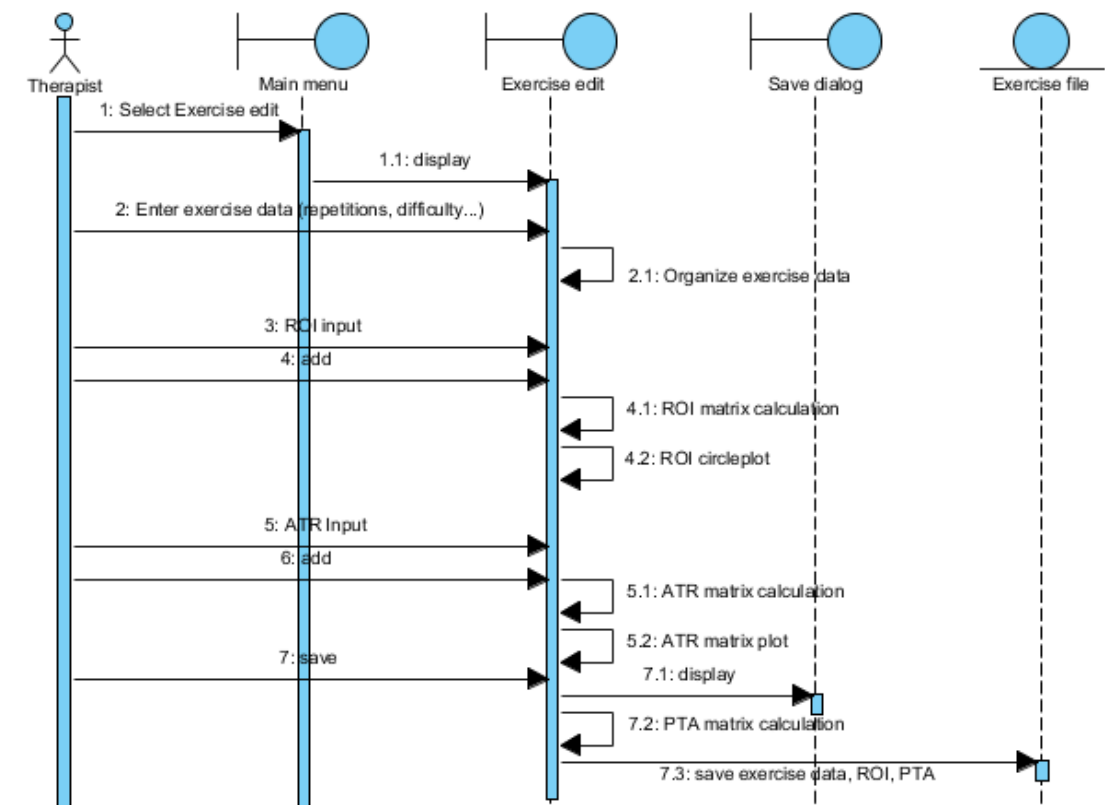 Therapist
Main menu
Exercise edit
Save dialog
Exercise file
1: Select Exercise edit
1.1: display
2: Enter exercise data (repetitions, difficulty...)
2.1: Organize exercise data
3: ROI input
4: add
4.1: ROI matrix calculation
4.2: ROI circleplot
5: ATR Input
6: add
5.1: ATR matrix calculation
5.2: ATR matrix plot
7: save
7.1: display
7.2: PTA matrix calculation
7.3: save exercise data, ROI, PTA